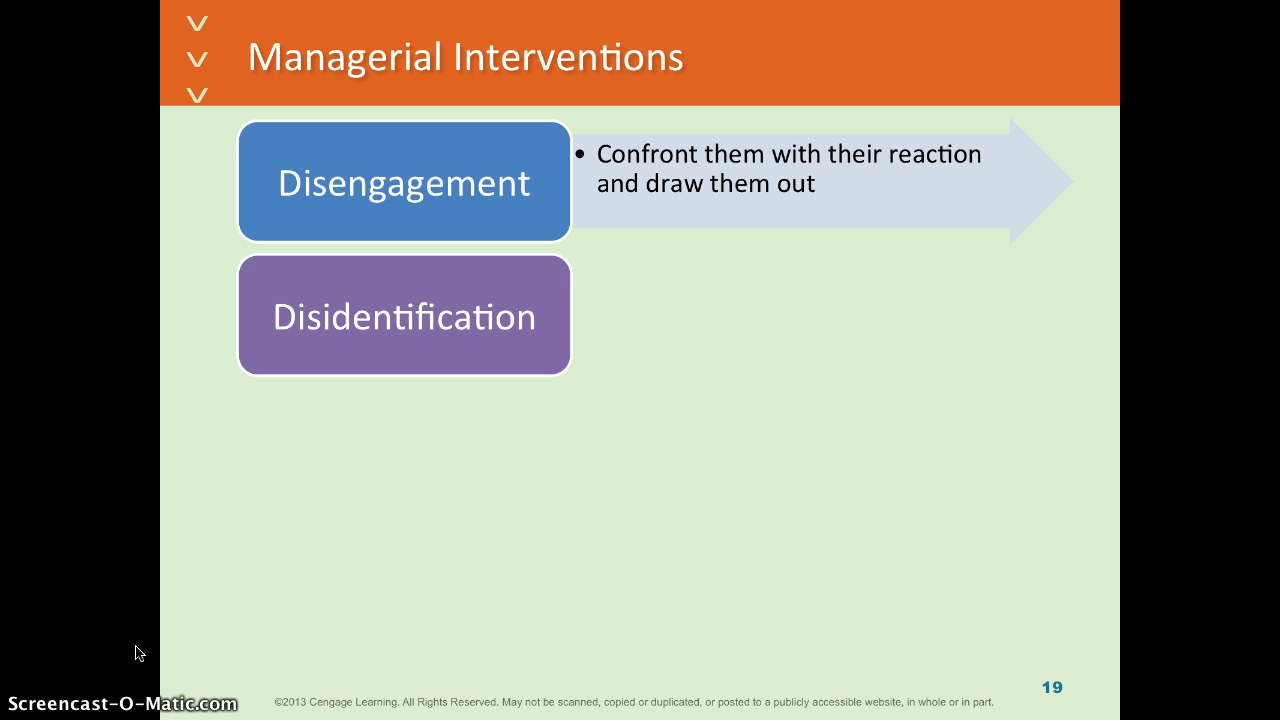 Managerial Interventions
Disengagement
• Confront them with their reaction
and draw them out
Disidentification
19
©2013 Cengage Learning. All Rights Reserved. May not be scanned, copied or duplicated, or posted to a publicly accessible website, in whole or in part.
Screencast-O-Matic.com